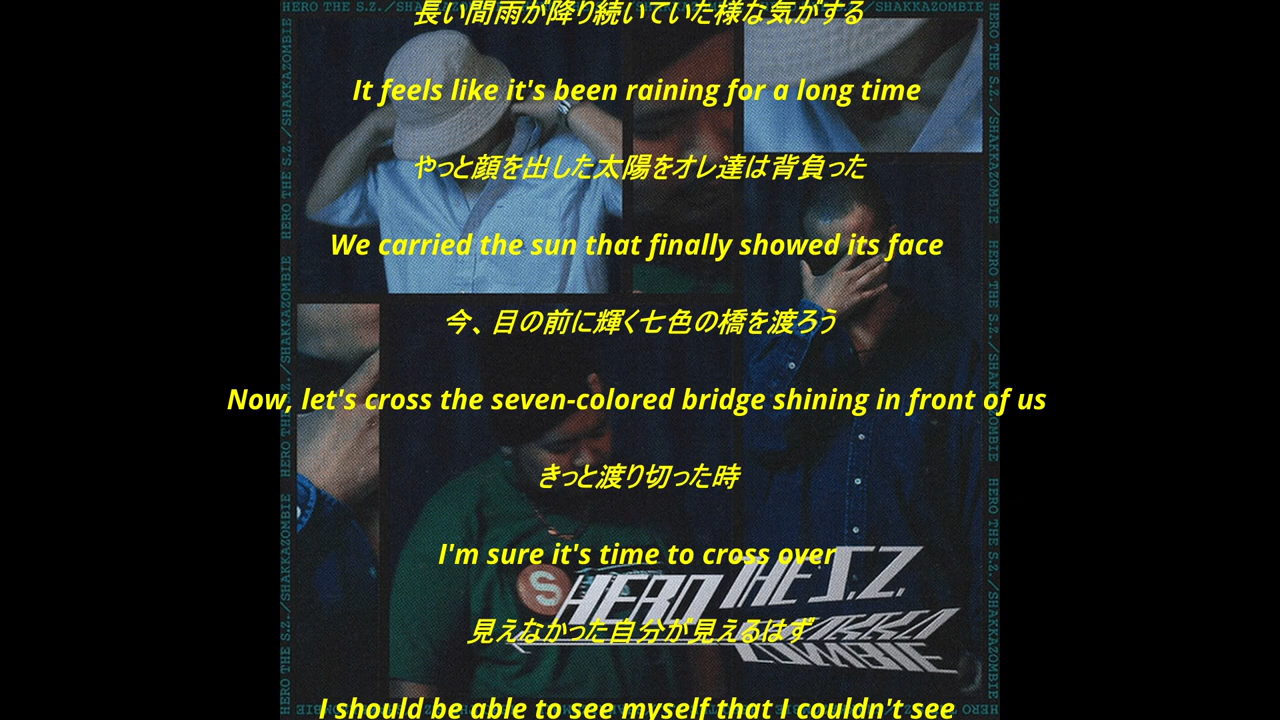 HERO THE S.Z./SHAKKAZOMBIE
長い間雨が降り続いていた様な気がする
It feels like it's been raining for a long time
やっと顔を出した太陽をオレ達は背負った
We carried the sun that finally showed its face
今、目の前に輝く七色の橋を渡ろう
Now, let's cross the seven-colored bridge shining in front of us
きっと渡り切った時
I'm sure it's time to cross over
S HERO THE S.Z.
見えなかった自分が見えるはず
SHAKKA
ZOMBIE
I should be able to see myself that I couldn't see